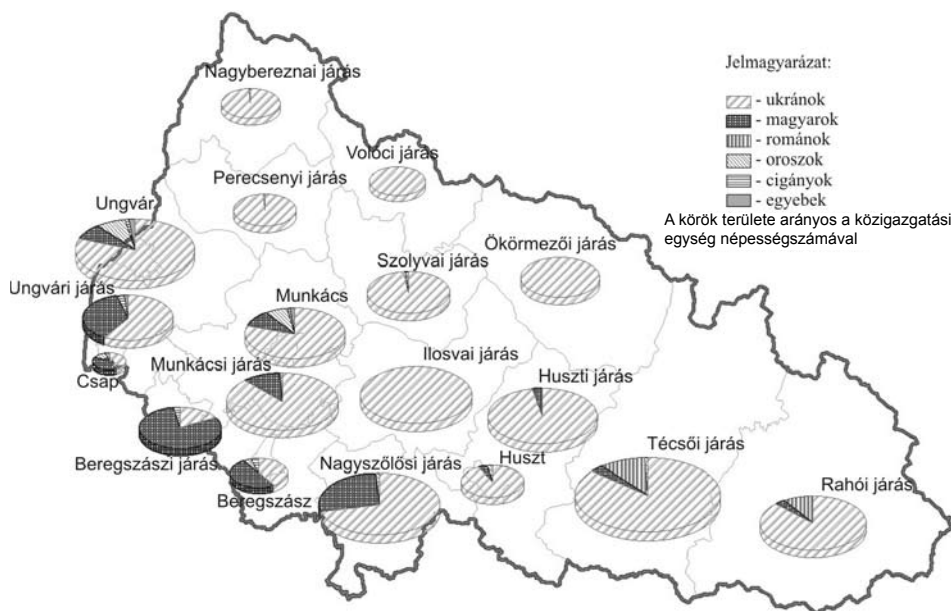 Nagybereznai járás
Volóci járás
Perecsenyi járás
Ungvár
Ökörmezői járás
Szolyvai járás
Ungvári járás
Munkács
Ilosvai járás
Munkácsi járás
Csap
Huszti járás
Técsői járás
Beregszászi járás
Nagyszőlősi járás
Huszt
Rahói járás
Beregszász
Jelmagyarázat:
- ukránok
- magyarok
- románok
- oroszok
- cigányok
- egyebek
A körök területe arányos a közigazgatási
egység népességszámával